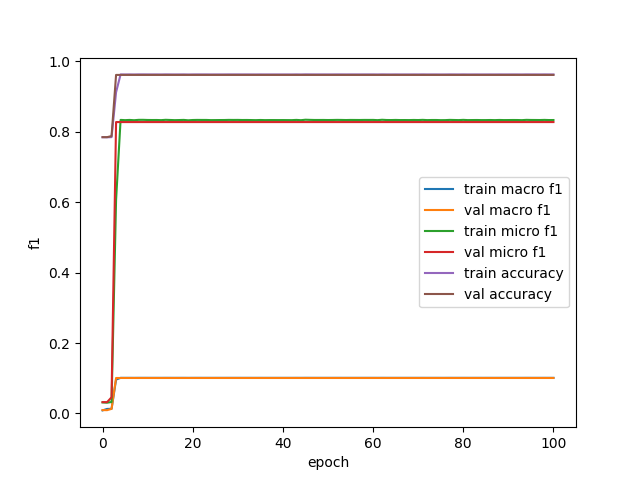 1.0
0.8
0.6
0.4
0.2
0.0
f1
train macro f1
val macro f1
train micro f1
val micro f1
train accuracy
val accuracy
0 20 40 60 80 100
epoch